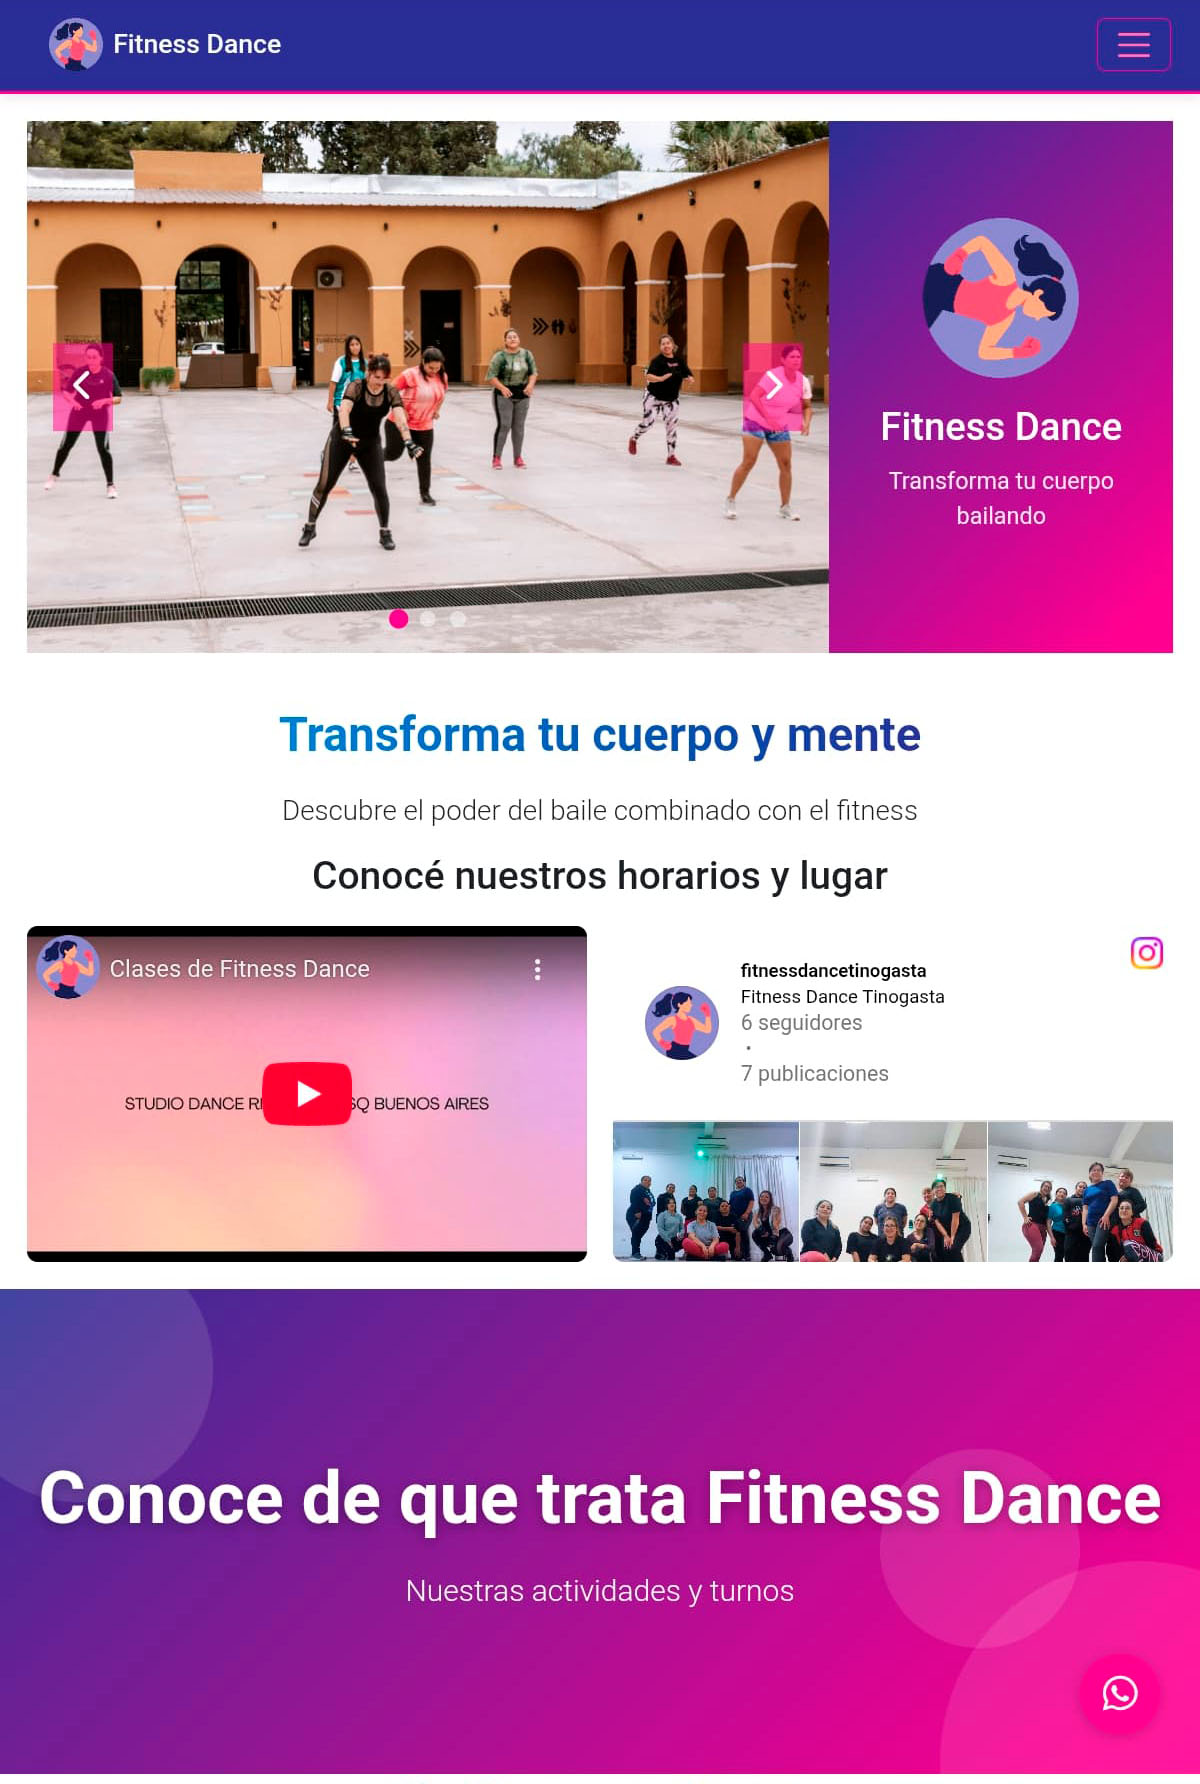 Fitness Dance
Fitness Dance
Transforma tu cuerpo
bailando
Transforma tu cuerpo y mente
Descubre el poder del baile combinado con el fitness
Conocé nuestros horarios y lugar
Clases de Fitness Dance
STUDIO DANCE
BUENOS AIRES
fitnessdancetinogasta
Fitness Dance Tinogasta
6 seguidores
•
7 publicaciones
Conoce de que trata Fitness Dance
Nuestras actividades y turnos